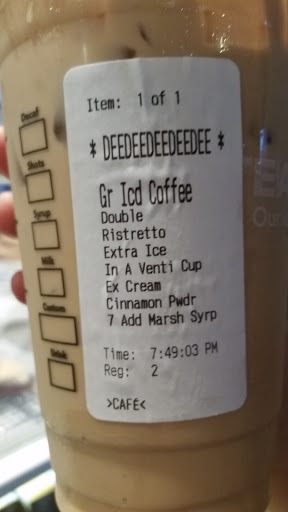 Item: 1 of 1
* DEEDEEDEEDEEDEE *
Gr Icd Coffee
Double
Ristretto
Extra Ice
In A Venti Cup
Ex Cream
Cinnamon Pwdr
7 Add Marsh Syrp
Time: 7:49:03 PM
Reg: 2
>CAFÉ<
Decaf
Shots
Syrup
Milk
Custom
Drink